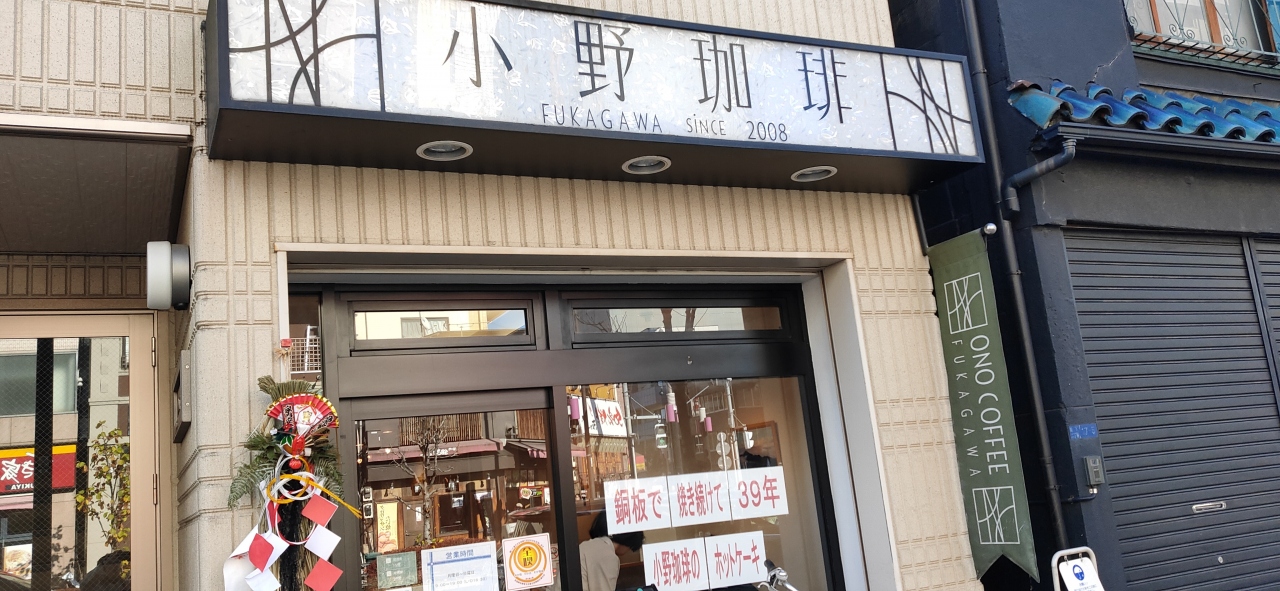 小野珈琲
FUKAGAWA SINCE 2008
ONO COFFEE
FUKAGAWA
銅板で 焼き続けて 39年
小野珈琲の ホットケーキ
営業時間